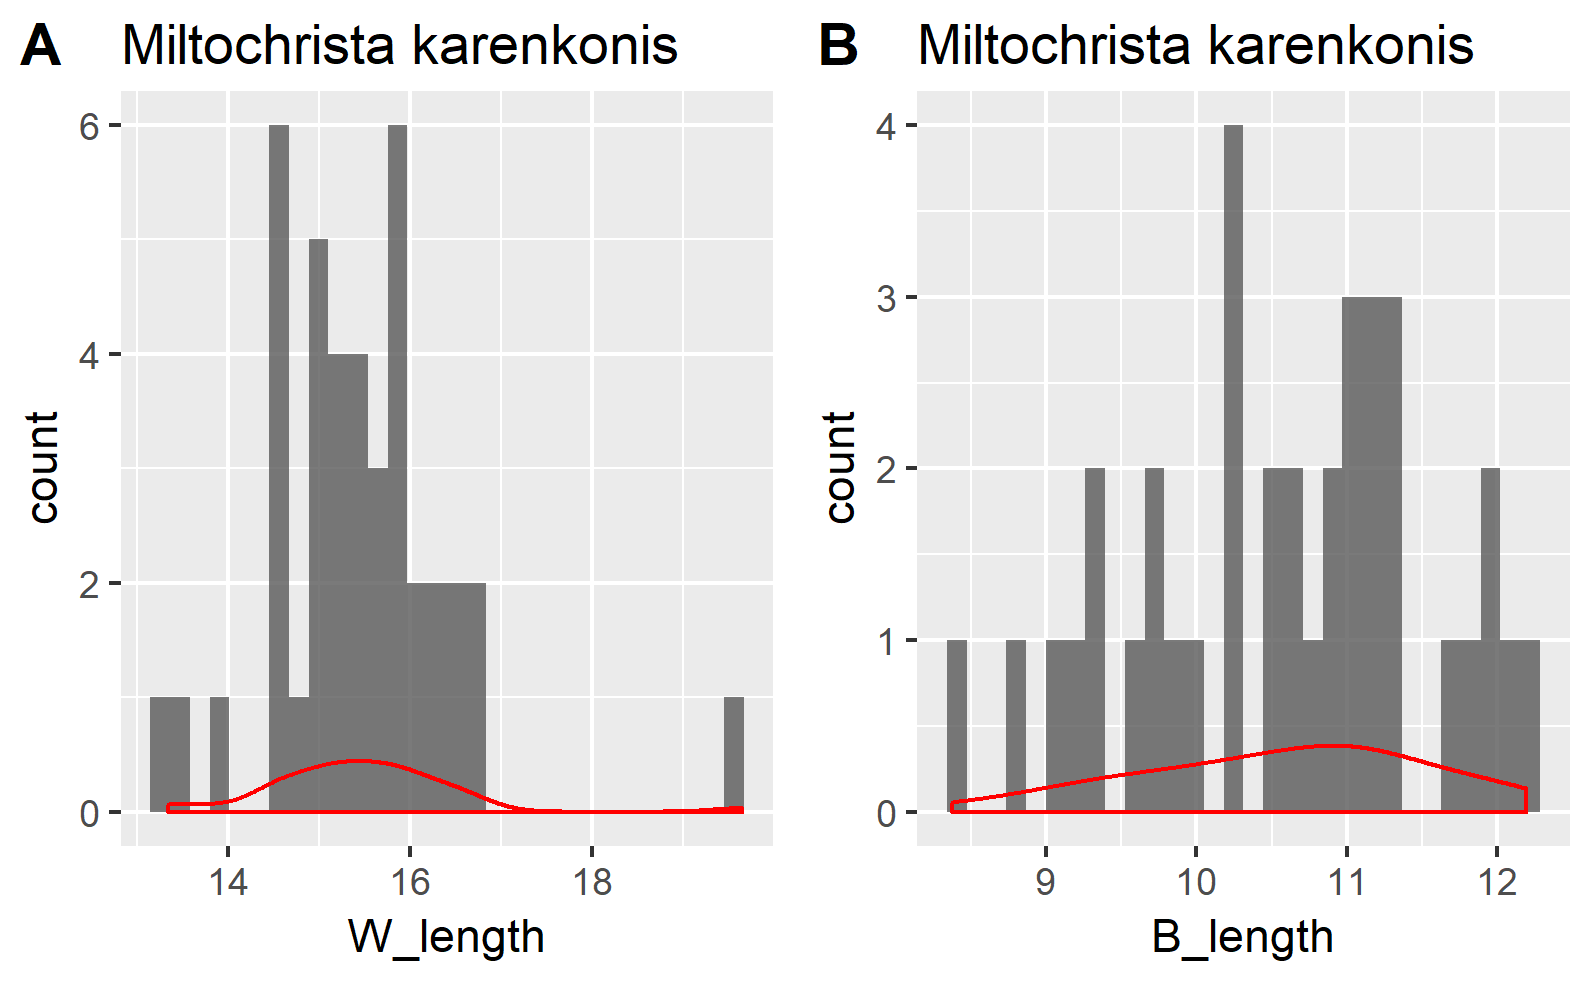 A Miltochrista karenkonis
6
4
2
0
count
14 16 18
W_length
B Miltochrista karenkonis
4
3
2
1
0
count
9 10 11 12
B_length